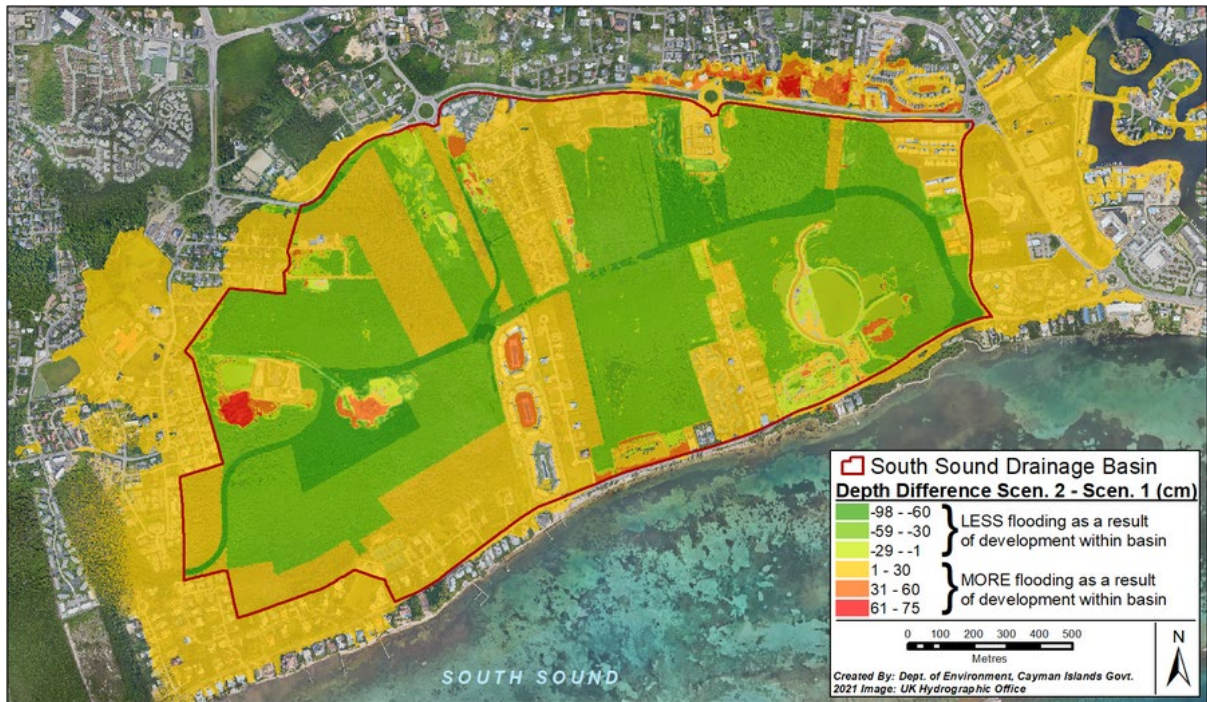 South Sound Drainage Basin
Depth Difference Scen. 2 - Scen. 1 (cm)
-98 - -60
-59 - -30
-29 - -1
LESS flooding as a result
of development within basin
1 - 30
31 - 60
61 - 75
MORE flooding as a result
of development within basin
0 100 200 300 400 500
Metres
N
Created By: Dept. of Environment, Cayman Islands Govt.
2021 Image: UK Hydrographic Office
SOUTH SOUND